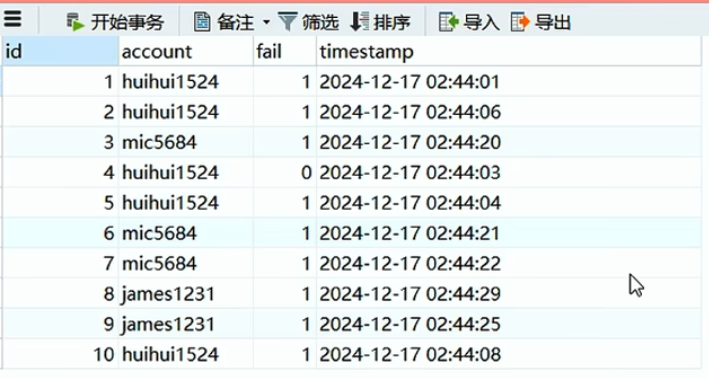 开始事务 备注 筛选 排序 导入 导出
id account fail timestamp
1 huihui1524 1 2024-12-17 02:44:01
2 huihui1524 1 2024-12-17 02:44:06
3 mic5684 1 2024-12-17 02:44:20
4 huihui1524 0 2024-12-17 02:44:03
5 huihui1524 1 2024-12-17 02:44:04
6 mic5684 1 2024-12-17 02:44:21
7 mic5684 1 2024-12-17 02:44:22
8 james1231 1 2024-12-17 02:44:29
9 james1231 1 2024-12-17 02:44:25
10 huihui1524 1 2024-12-17 02:44:08